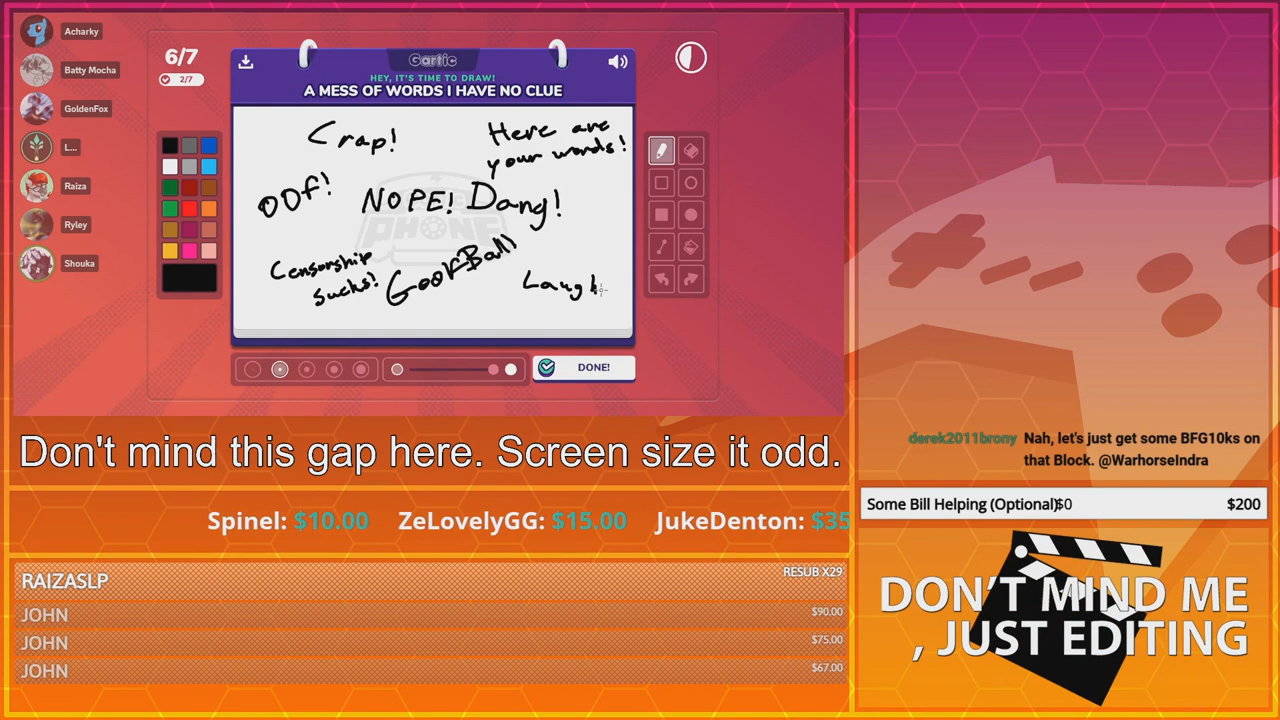 Acharky
Batty Mocha
GoldenFox
L...
Raiza
Ryley
Shouka
6/7
2/7
Gartic
HEY, IT'S TIME TO DRAW!
A MESS OF WORDS I HAVE NO CLUE
Crap!
Here are
your words!
OOf!
NOPE!
Dang!
PHONE
Censorship
sucks!
GoofBall
Laugh
DONE!
Don't mind this gap here. Screen size it odd.
Spinel: $10.00 ZeLovelyGG: $15.00 JukeDenton: $35
RAIZASLP RESUB X29
JOHN $90.00
JOHN $75.00
JOHN $67.00
derek2011brony Nah, let's just get some BFG10ks on
that Block. @WarhorseIndra
Some Bill Helping (Optional) $0 $200
DON'T MIND ME
, JUST EDITING